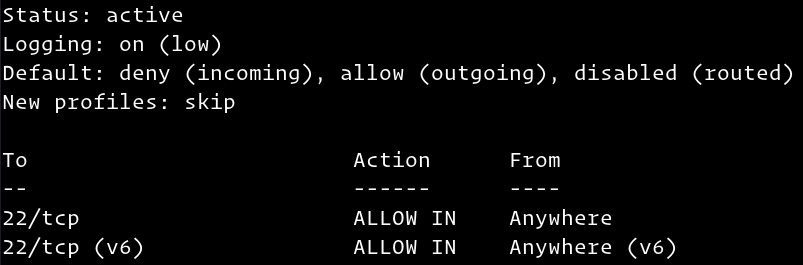 Status: active
Logging: on (low)
Default: deny (incoming), allow (outgoing), disabled (routed)
New profiles: skip

To                         Action      From
--                         ------      ----
22/tcp                     ALLOW IN    Anywhere
22/tcp (v6)                ALLOW IN    Anywhere (v6)